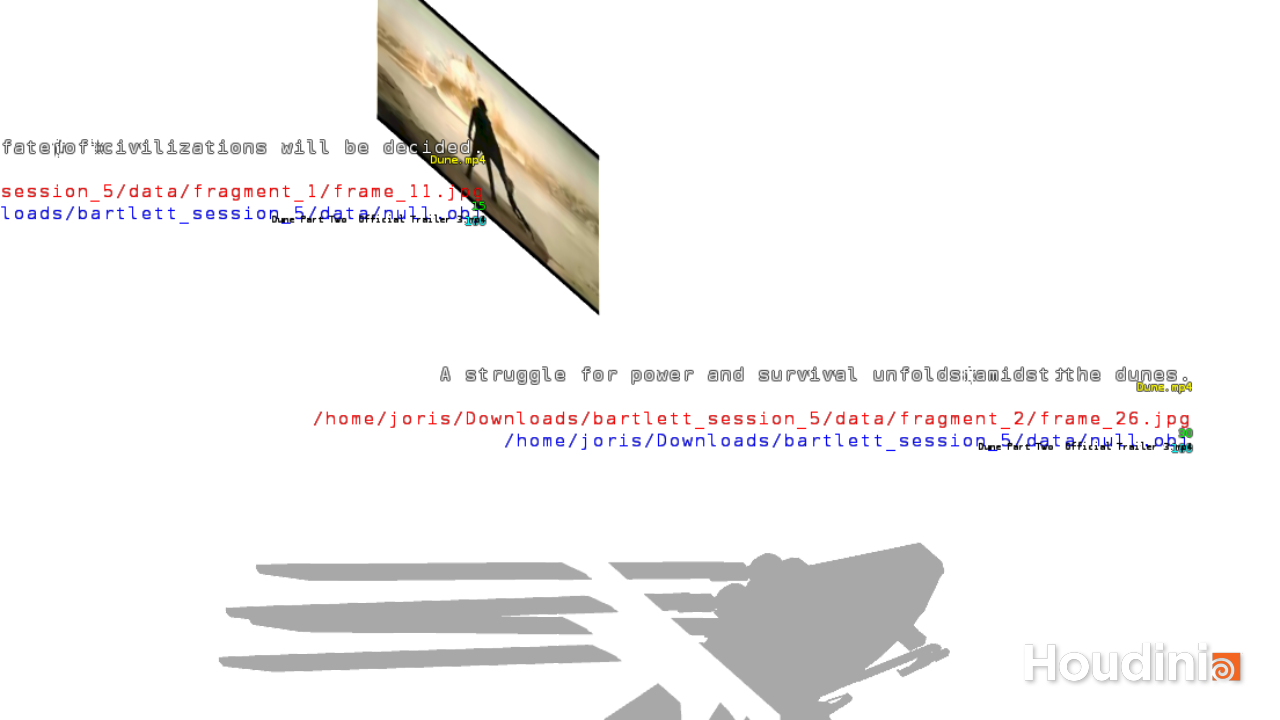 fate of civilizations will be decided.
Dune.mp4
session_5/data/fragment_1/frame_11.jpg
15
loads/bartlett_session_5/data/null.obj
Dune Part Two Official Trailer 3.mp4
A struggle for power and survival unfolds amidst the dunes.
Dune.mp4
/home/joris/Downloads/bartlett_session_5/data/fragment_2/frame_26.jpg
/home/joris/Downloads/bartlett_session_5/data/null.obj
Dune Part Two Official Trailer 3.mp4
Houdini